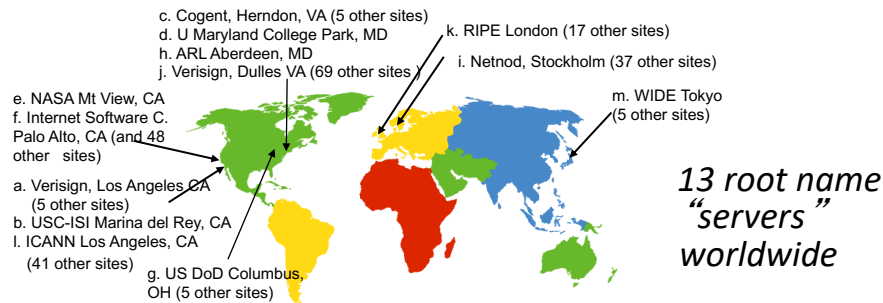 c. Cogent, Herndon, VA (5 other sites)
d. U Maryland College Park, MD
h. ARL Aberdeen, MD
j. Verisign, Dulles VA (69 other sites )
k. RIPE London (17 other sites)
i. Netnod, Stockholm (37 other sites)
m. WIDE Tokyo
(5 other sites)
e. NASA Mt View, CA
f. Internet Software C.
Palo Alto, CA (and 48
other sites)
a. Verisign, Los Angeles CA
(5 other sites)
b. USC-ISI Marina del Rey, CA
l. ICANN Los Angeles, CA
(41 other sites)
g. US DoD Columbus,
OH (5 other sites)
13 root name
“servers”
worldwide